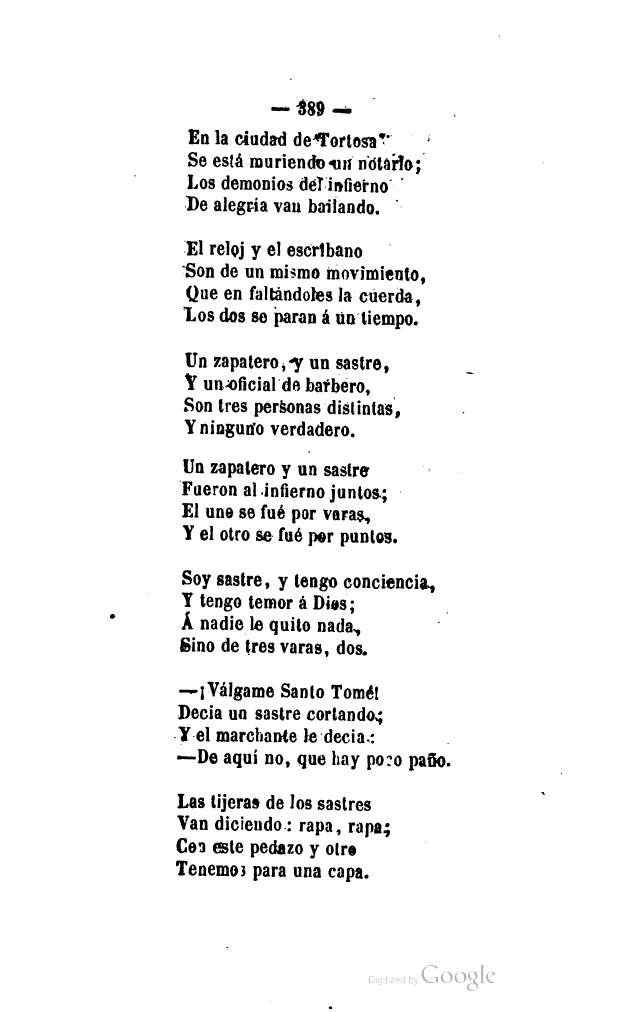 — 389 —
En la ciudad de Tortosa
Se está muriendo un notario;
Los demonios del infierno
De alegria van bailando.
El reloj y el escribano
Son de un mismo movimiento,
Que en faltándoles la cuerda,
Los dos se paran á un tiempo.
Un zapatero, y un sastre,
Y un oficial de barbero,
Son tres personas distintas,
Y ninguno verdadero.
Un zapatero y un sastre
Fueron al infierno juntos;
El uno se fué por varas,
Y el otro se fué por puntos.
Soy sastre, y tengo conciencia,
Y tengo temor á Dios;
Á nadie le quito nada,
Sino de tres varas, dos.
—¡Válgame Santo Tomé!
Decia un sastre cortando;
Y el marchante le decia:
—De aquí no, que hay poco paño.
Las tijeras de los sastres
Van diciendo: rapa, rapa;
Con este pedazo y otro
Tenemos para una capa.
Digitized by Google